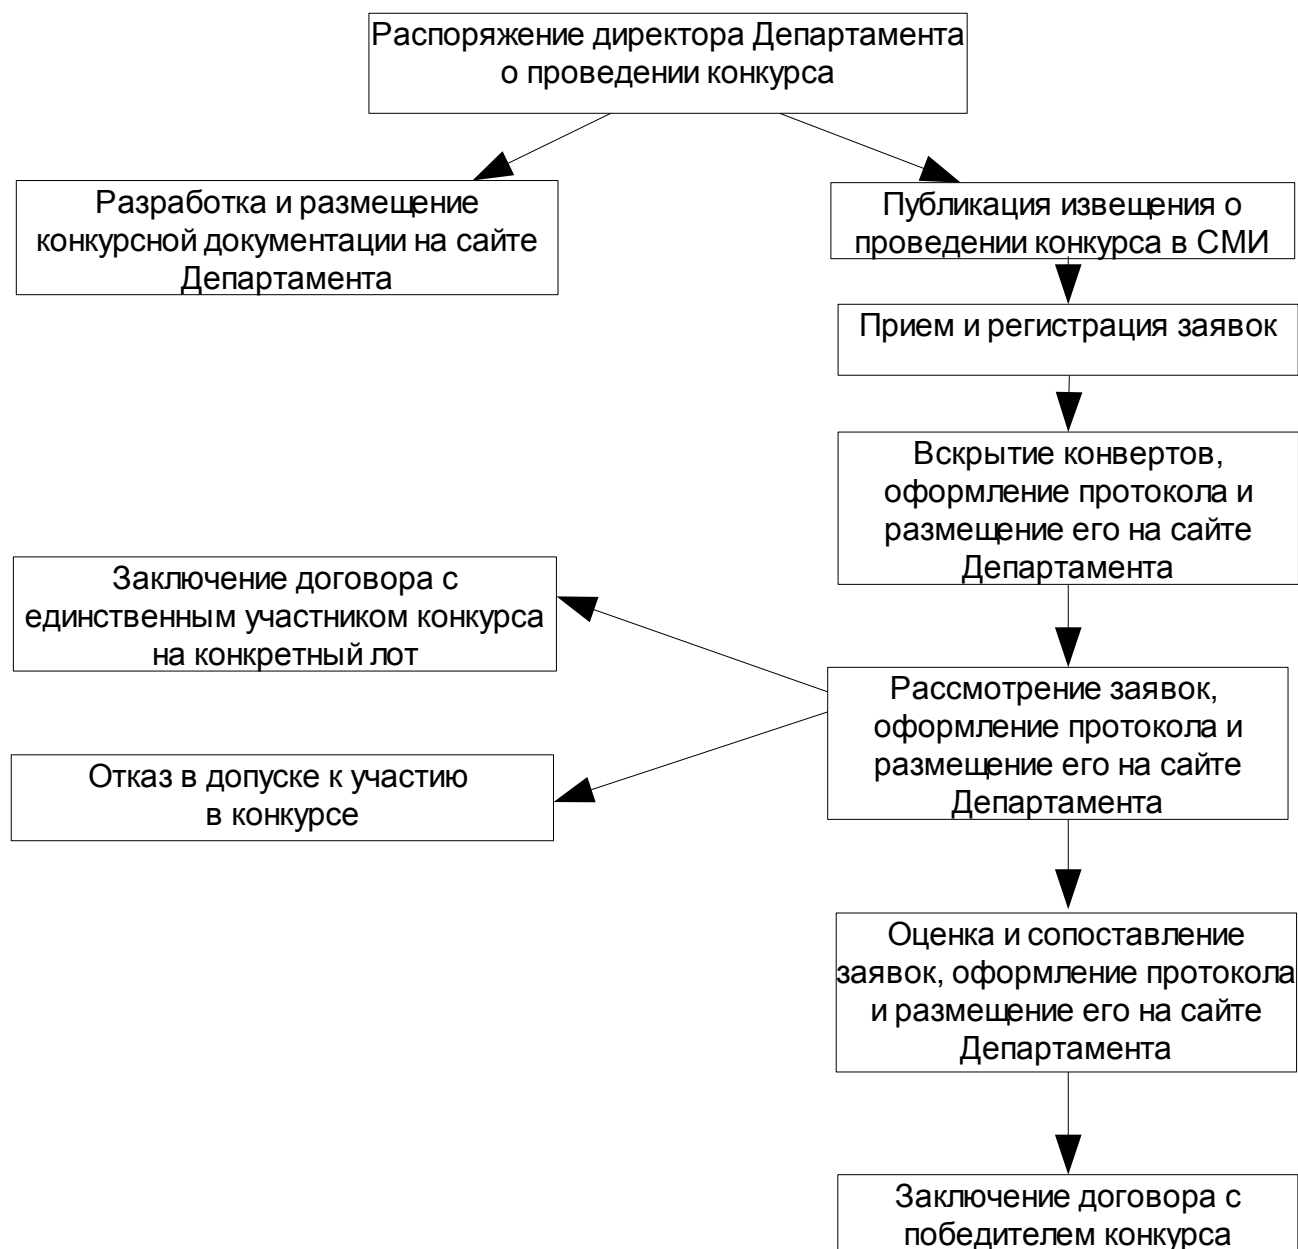 Распоряжение директора Департамента
о проведении конкурса
Разработка и размещение
конкурсной документации на сайте
Департамента
Публикация извещения о
проведении конкурса в СМИ
Прием и регистрация заявок
Вскрытие конвертов,
оформление протокола и
размещение его на сайте
Департамента
Заключение договора с
единственным участником конкурса
на конкретный лот
Рассмотрение заявок,
оформление протокола и
размещение его на сайте
Департамента
Отказ в допуске к участию
в конкурсе
Оценка и сопоставление
заявок, оформление протокола
и размещение его на сайте
Департамента
Заключение договора с
победителем конкурса